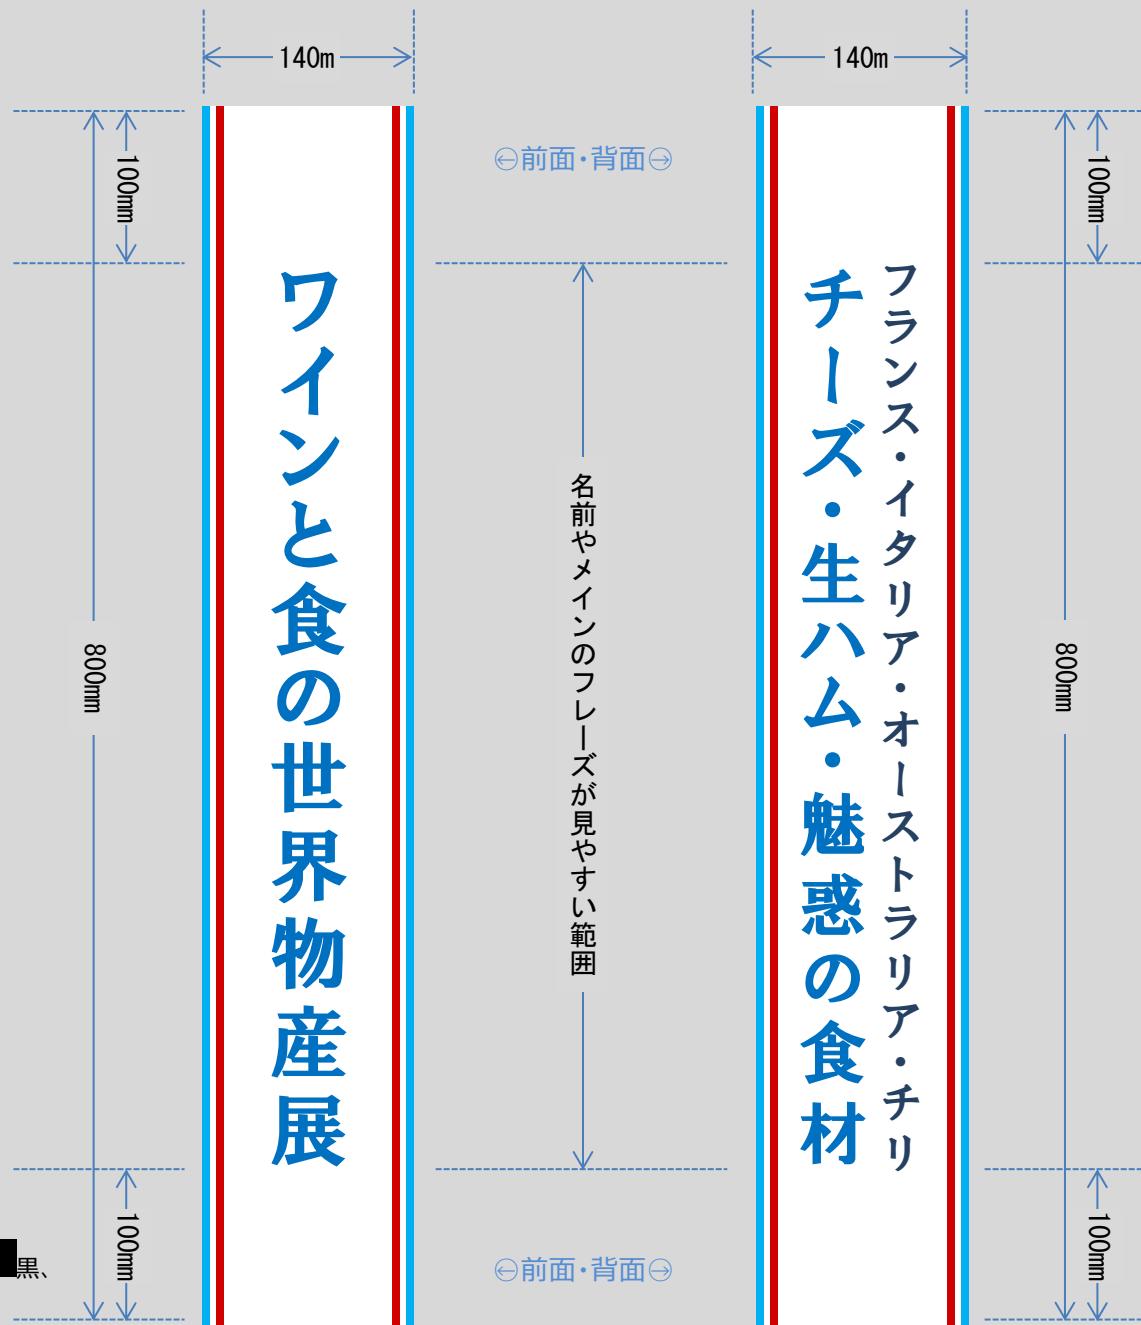 140m
140m
100mm
100mm
←前面・背面→
ワインと食の世界物産展
フランス・イタリア・オーストラリア・チリ
チーズ・生ハム・魅惑の食材
名前やメインのフレーズが見やすい範囲
800mm
800mm
100mm
100mm
←前面・背面→
黒、